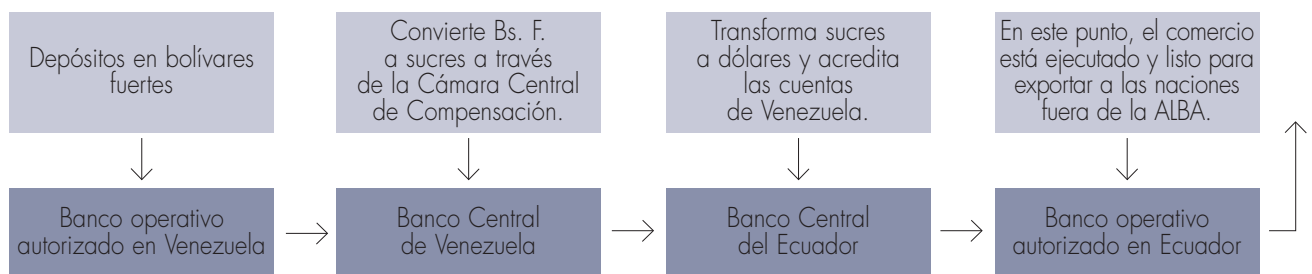 Depósitos en bolívares
fuertes
Convierte Bs. F.
a sucres a través
de la Cámara Central
de Compensación.
Transforma sucres
a dólares y acredita
las cuentas
de Venezuela.
En este punto, el comercio
está ejecutado y listo para
exportar a las naciones
fuera de la ALBA.
Banco operativo
autorizado en Venezuela
Banco Central
de Venezuela
Banco Central
del Ecuador
Banco operativo
autorizado en Ecuador